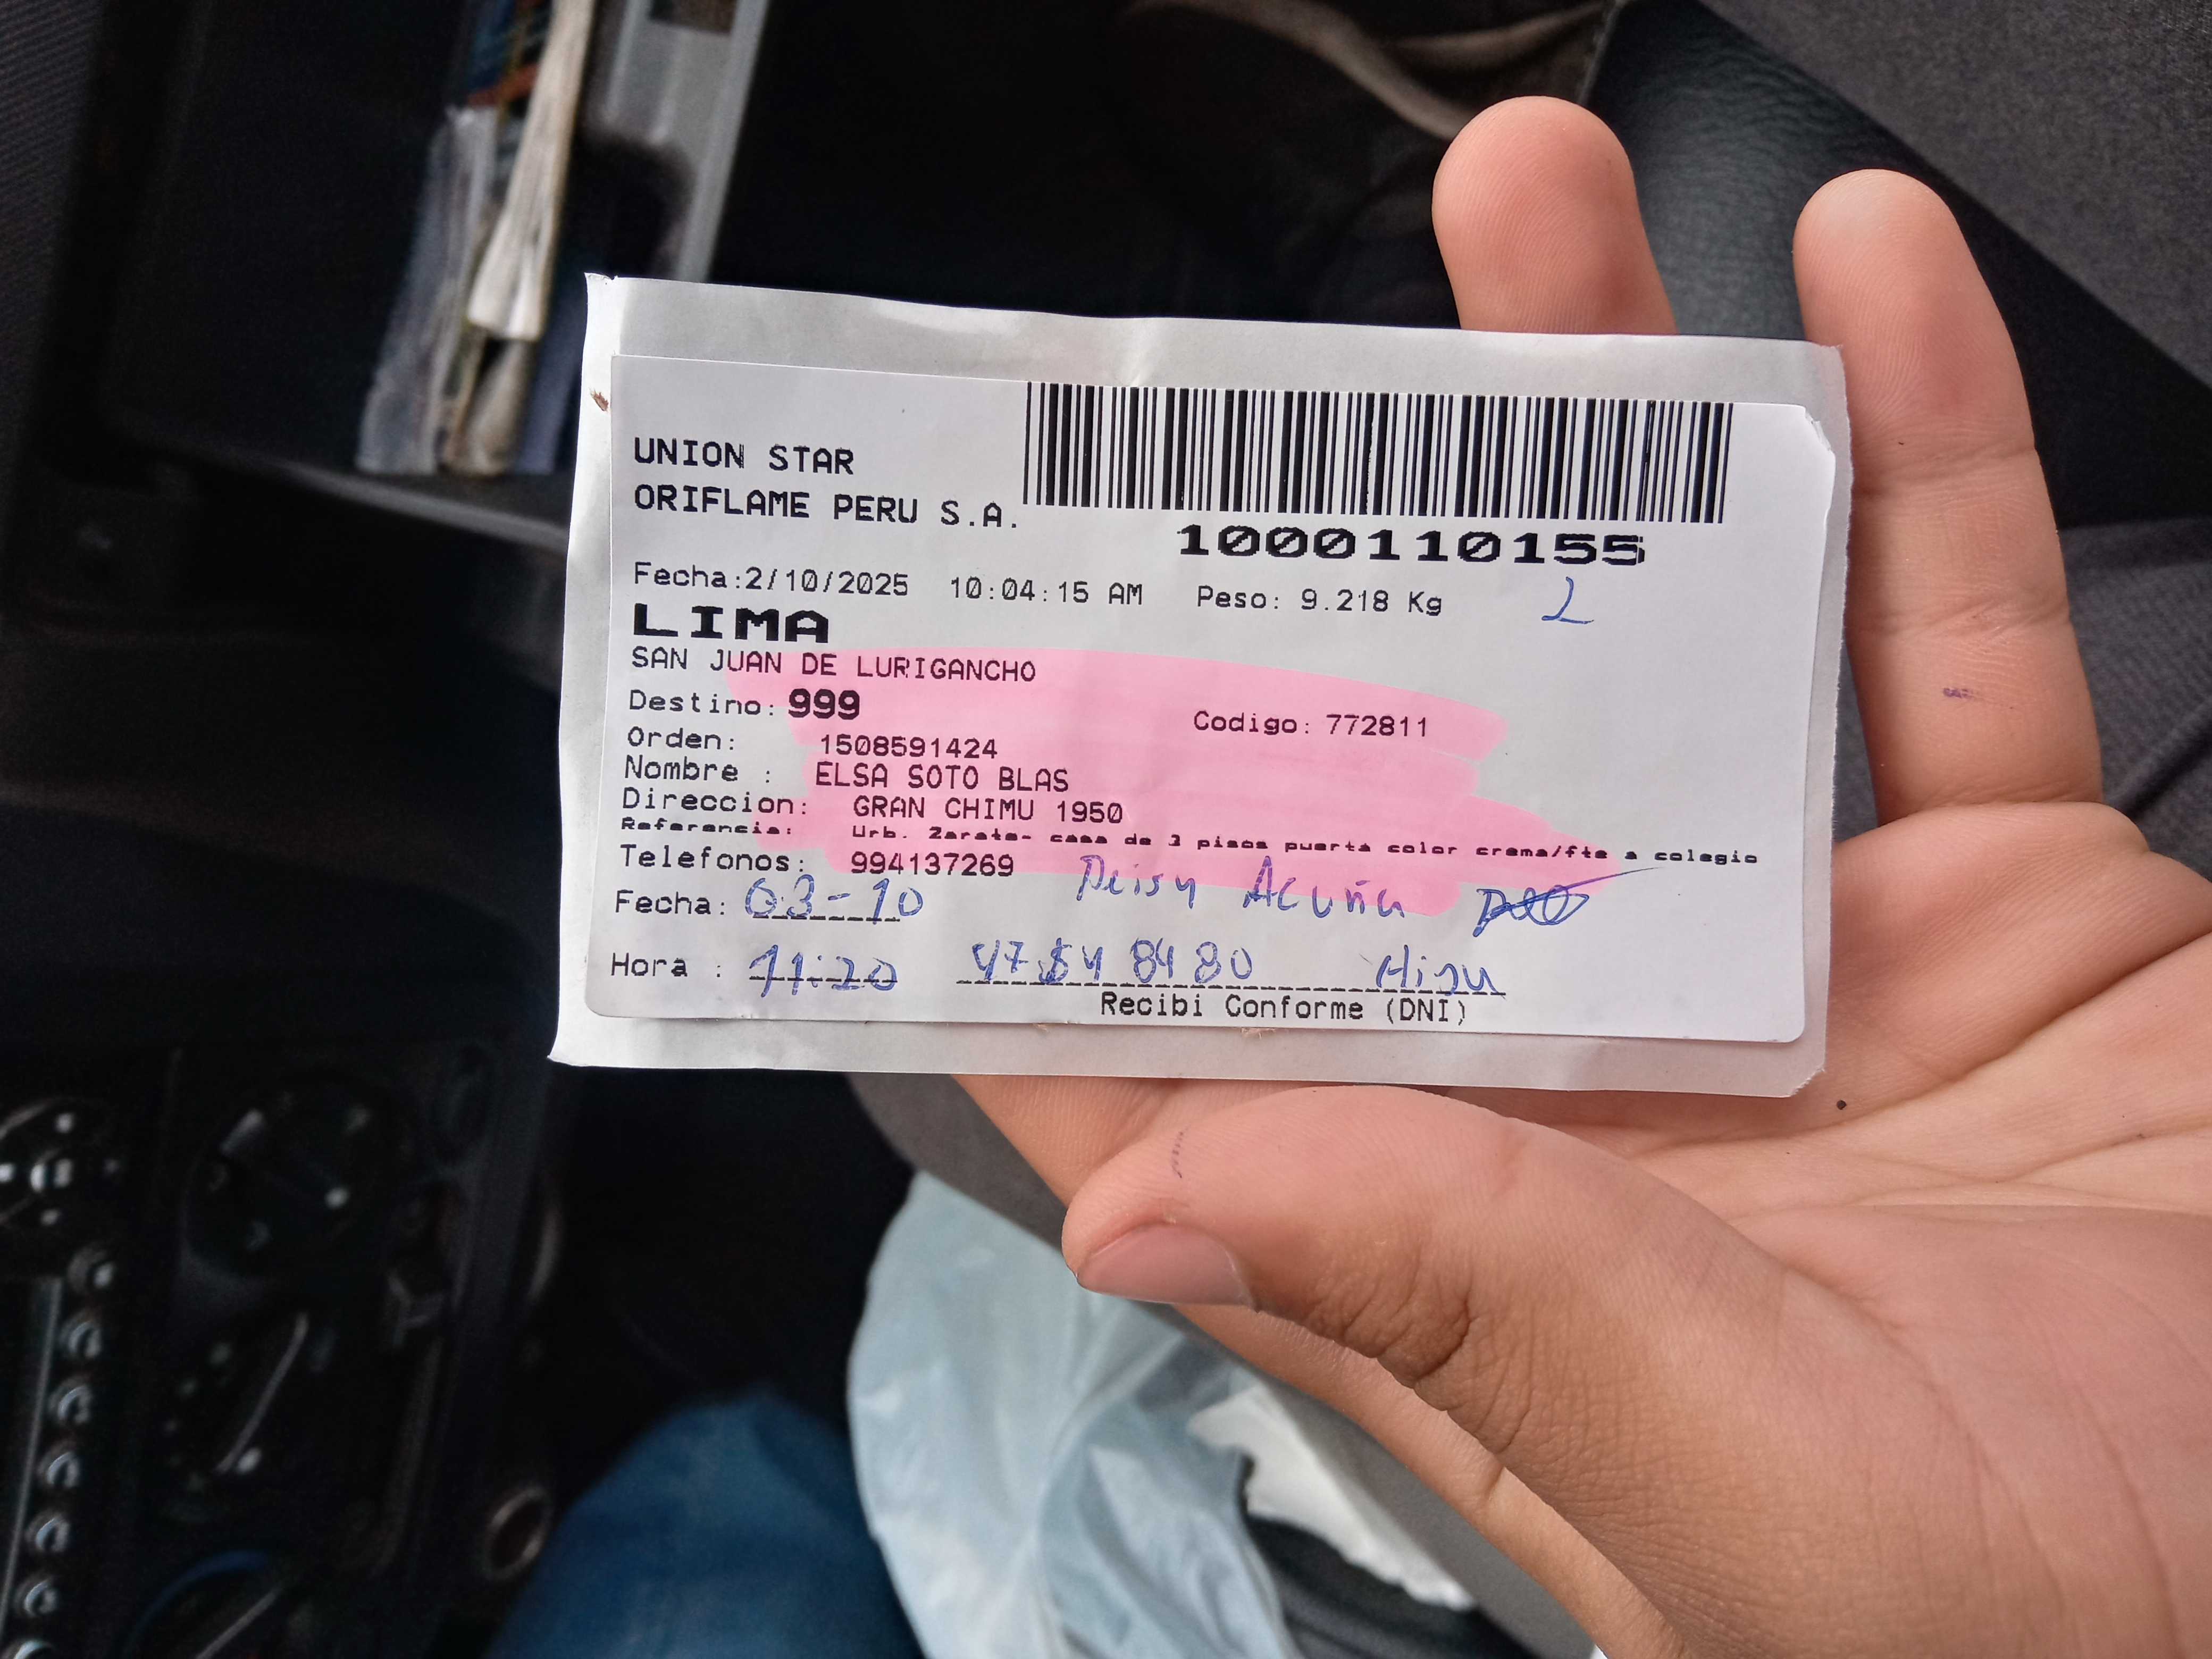 UNION STAR
ORIFLAME PERU S.A.
1000110155
Fecha:2/10/2025 10:04:15 AM Peso: 9.218 Kg 2
LIMA
SAN JUAN DE LURIGANCHO
Destino: 999 Codigo: 772811
Orden: 1508591424
Nombre : ELSA SOTO BLAS
Direccion: GRAN CHIMU 1950
Referencia: Urb. Zarate- casa de 3 pisos puerta color crema/fte a colegio
Telefonos: 994137269 Deisy Acuña
Fecha: 03-10
Hora : 11:20
Recibi Conforme (DNI)